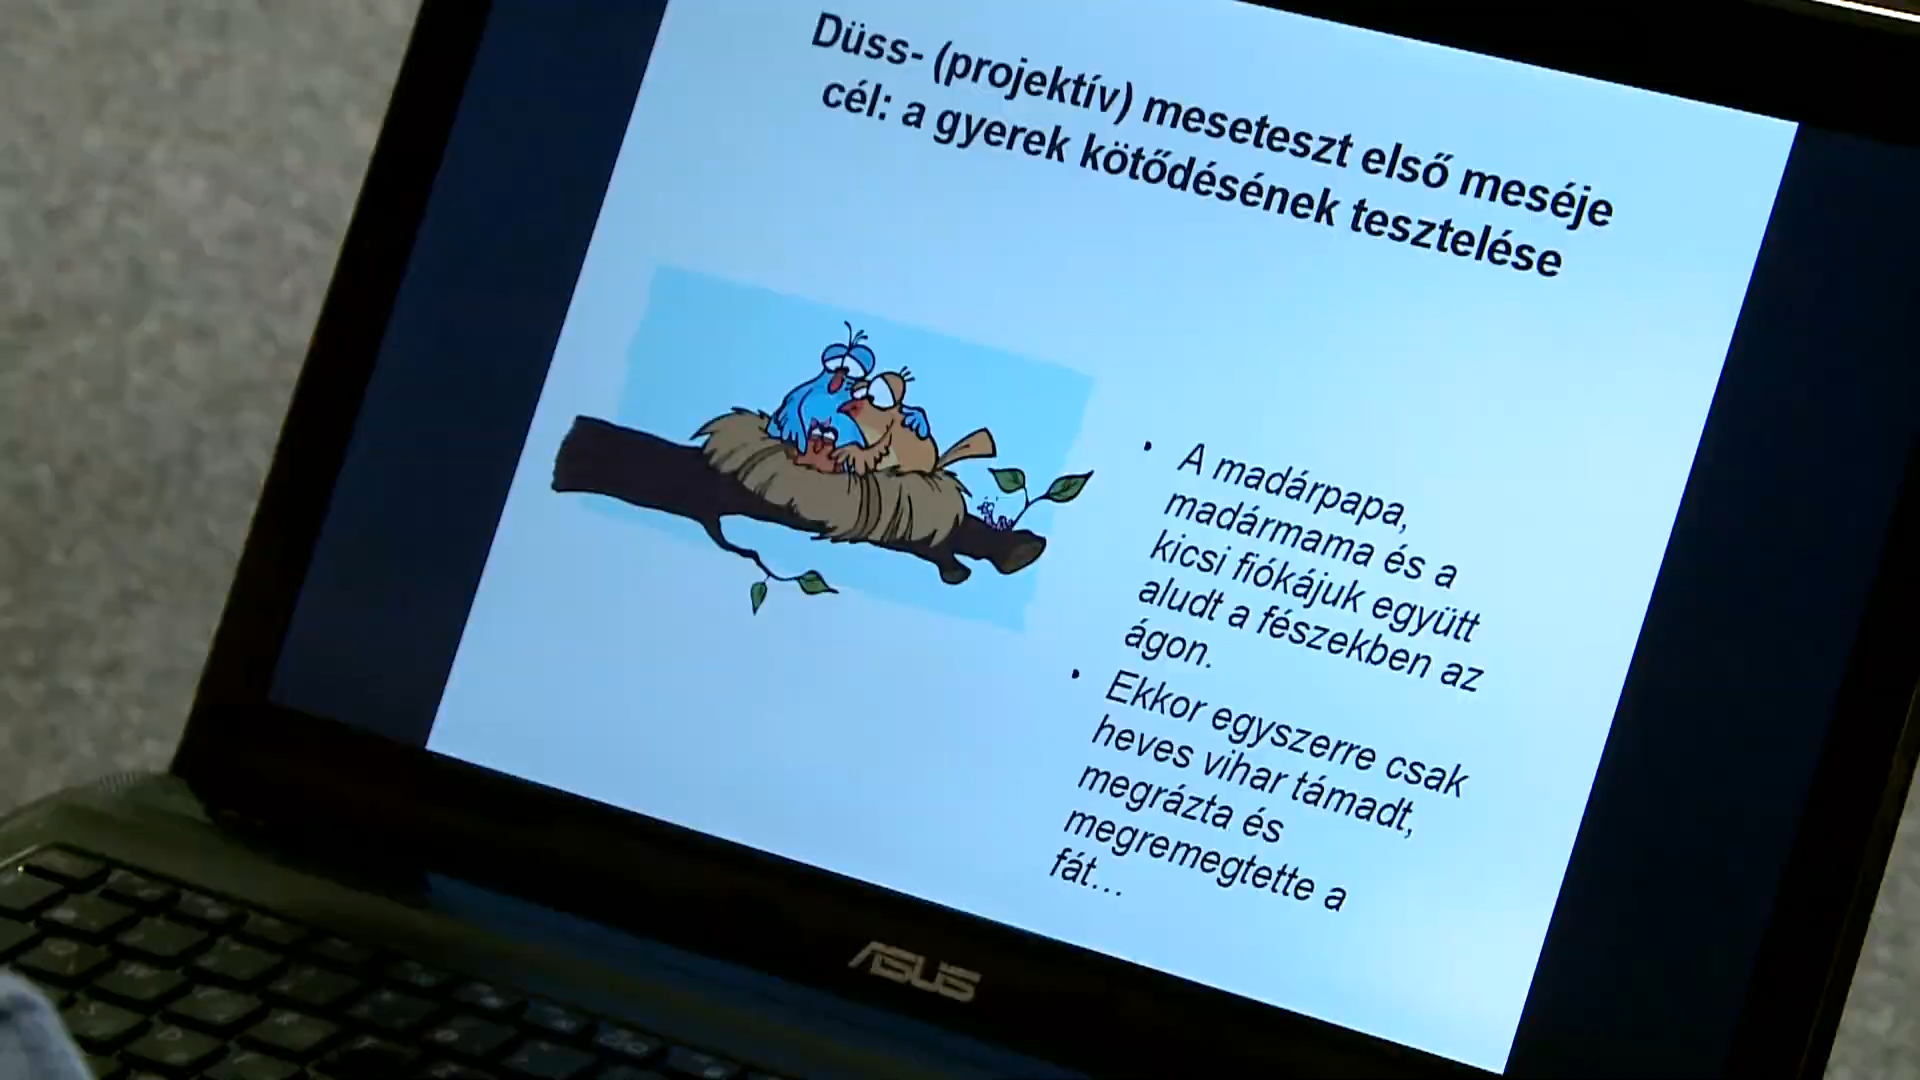 Düss- (projektív) meseteszt első meséje
cél: a gyerek kötődésének tesztelése
• A madárpapa,
madármama és a
kicsi fiókájuk együtt
aludt a fészekben az
ágon.
• Ekkor egyszerre csak
heves vihar támadt,
megrázta és
megremegtette a
fát...
ASUS